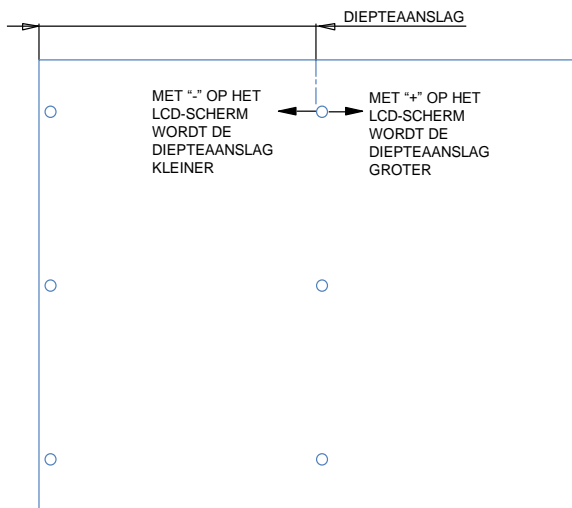 DIEPTEAANSLAG
MET “-” OP HET
LCD-SCHERM
WORDT DE
DIEPTEAANSLAG
KLEINER
MET “+” OP HET
LCD-SCHERM
WORDT DE
DIEPTEAANSLAG
GROTER